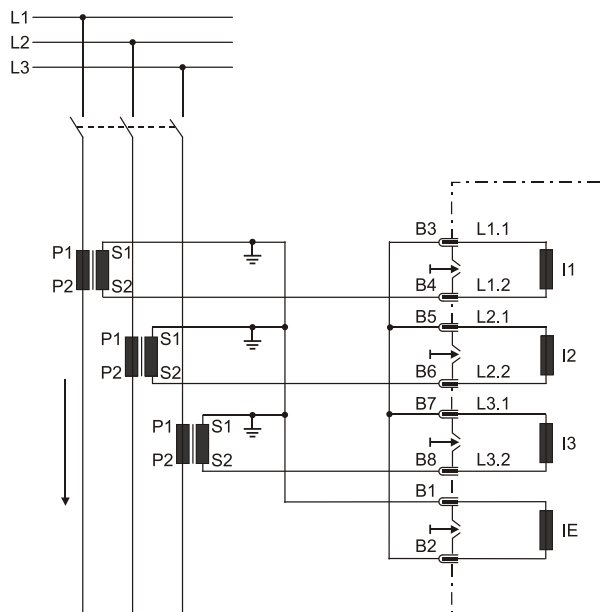 L1
L2
L3
B3 L1.1
P1 S1
I1
P2 S2
B4 L1.2
B5 L2.1
P1 S1
I2
P2 S2
B6 L2.2
B7 L3.1
P1 S1
I3
P2 S2
B8 L3.2
B1
IE
B2